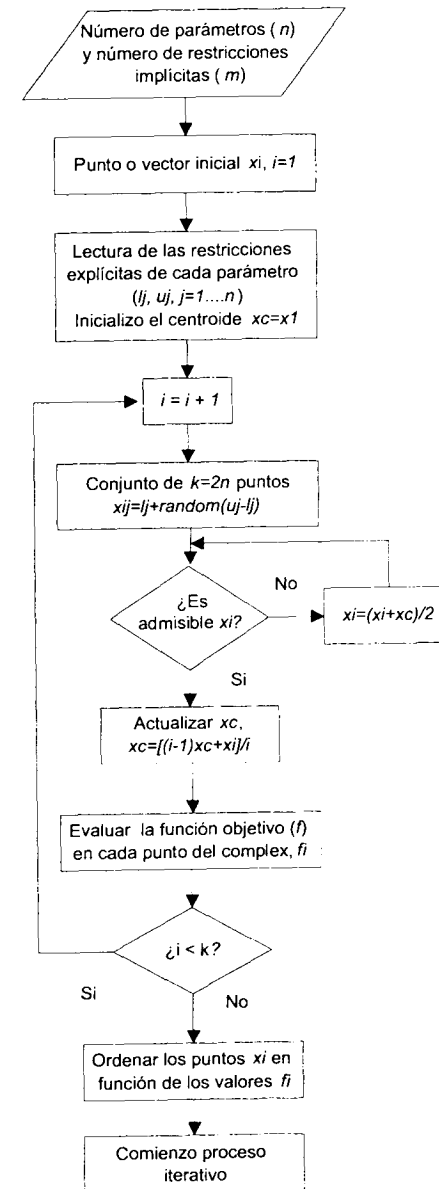 Número de parámetros ( n)
y número de restricciones
implícitas ( m)
Punto o vector inicial xi, i=1
Lectura de las restricciones
explícitas de cada parámetro
(lj, uj, j=1....n)
Inicializo el centroide xc=x1
i = i + 1
Conjunto de k=2n puntos
xij=lj+random(uj-lj)
¿Es
admisible xi?
No
xi=(xi+xc)/2
Si
Actualizar xc,
xc=[(i-1)xc+xi]/i
Evaluar la función objetivo (f)
en cada punto del complex, fi
¿i < k?
Si
No
Ordenar los puntos xi en
función de los valores fi
Comienzo proceso
iterativo